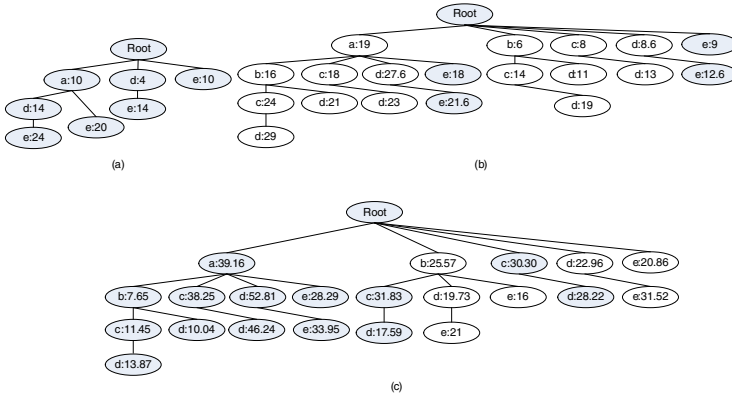 Root
a:10 d:4 e:10
d:14 e:14
e:20
e:24
(a)
Root
a:19 b:6 c:8 d:8.6 e:9
b:16 c:18 d:27.6 e:18 c:14 d:11 d:13 e:12.6
c:24 d:21 d:23 e:21.6 d:19
d:29
(b)
Root
a:39.16 b:25.57 c:30.30 d:22.96 e:20.86
b:7.65 c:38.25 d:52.81 e:28.29 c:31.83 d:19.73 e:16 d:28.22 e:31.52
c:11.45 d:10.04 d:46.24 e:33.95 d:17.59 e:21
d:13.87
(c)